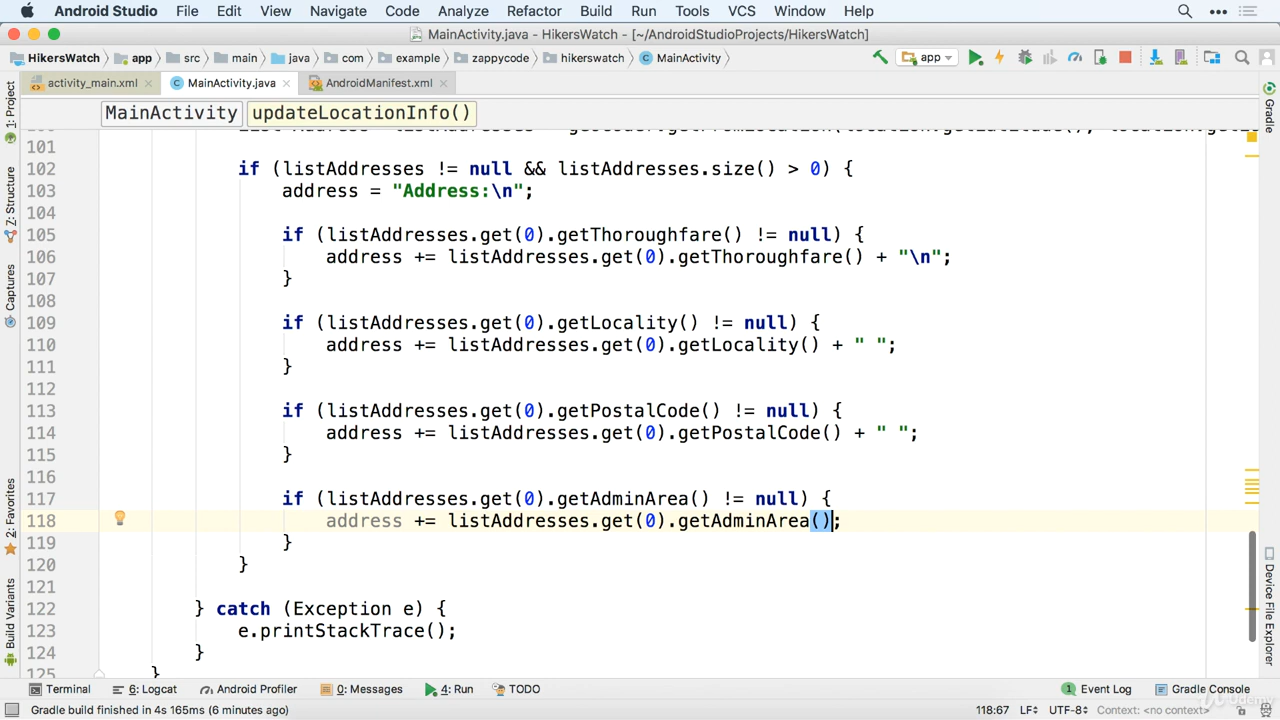 Android Studio File Edit View Navigate Code Analyze Refactor Build Run Tools VCS Window Help
MainActivity.java - HikersWatch - [~/AndroidStudioProjects/HikersWatch]
HikersWatch app src main java com example zappycode hikerswatch MainActivity app
activity_main.xml MainActivity.java AndroidManifest.xml
MainActivity updateLocationInfo()
101
102 if (listAddresses != null && listAddresses.size() > 0) {
103 address = "Address:\n";
104
105 if (listAddresses.get(0).getThoroughfare() != null) {
106 address += listAddresses.get(0).getThoroughfare() + "\n";
107 }
108
109 if (listAddresses.get(0).getLocality() != null) {
110 address += listAddresses.get(0).getLocality() + " ";
111 }
112
113 if (listAddresses.get(0).getPostalCode() != null) {
114 address += listAddresses.get(0).getPostalCode() + " ";
115 }
116
117 if (listAddresses.get(0).getAdminArea() != null) {
118 address += listAddresses.get(0).getAdminArea();
119 }
120 }
121
122 } catch (Exception e) {
123 e.printStackTrace();
124 }
125 }
1: Project
Z: Structure
Captures
2: Favorites
Build Variants
Gradle
Device File Explorer
Terminal 6: Logcat Android Profiler 0: Messages 4: Run TODO 1 Event Log Gradle Console
Gradle build finished in 4s 165ms (6 minutes ago) 118:67 LF÷ UTF-8÷ Context: <no context>
Udemy